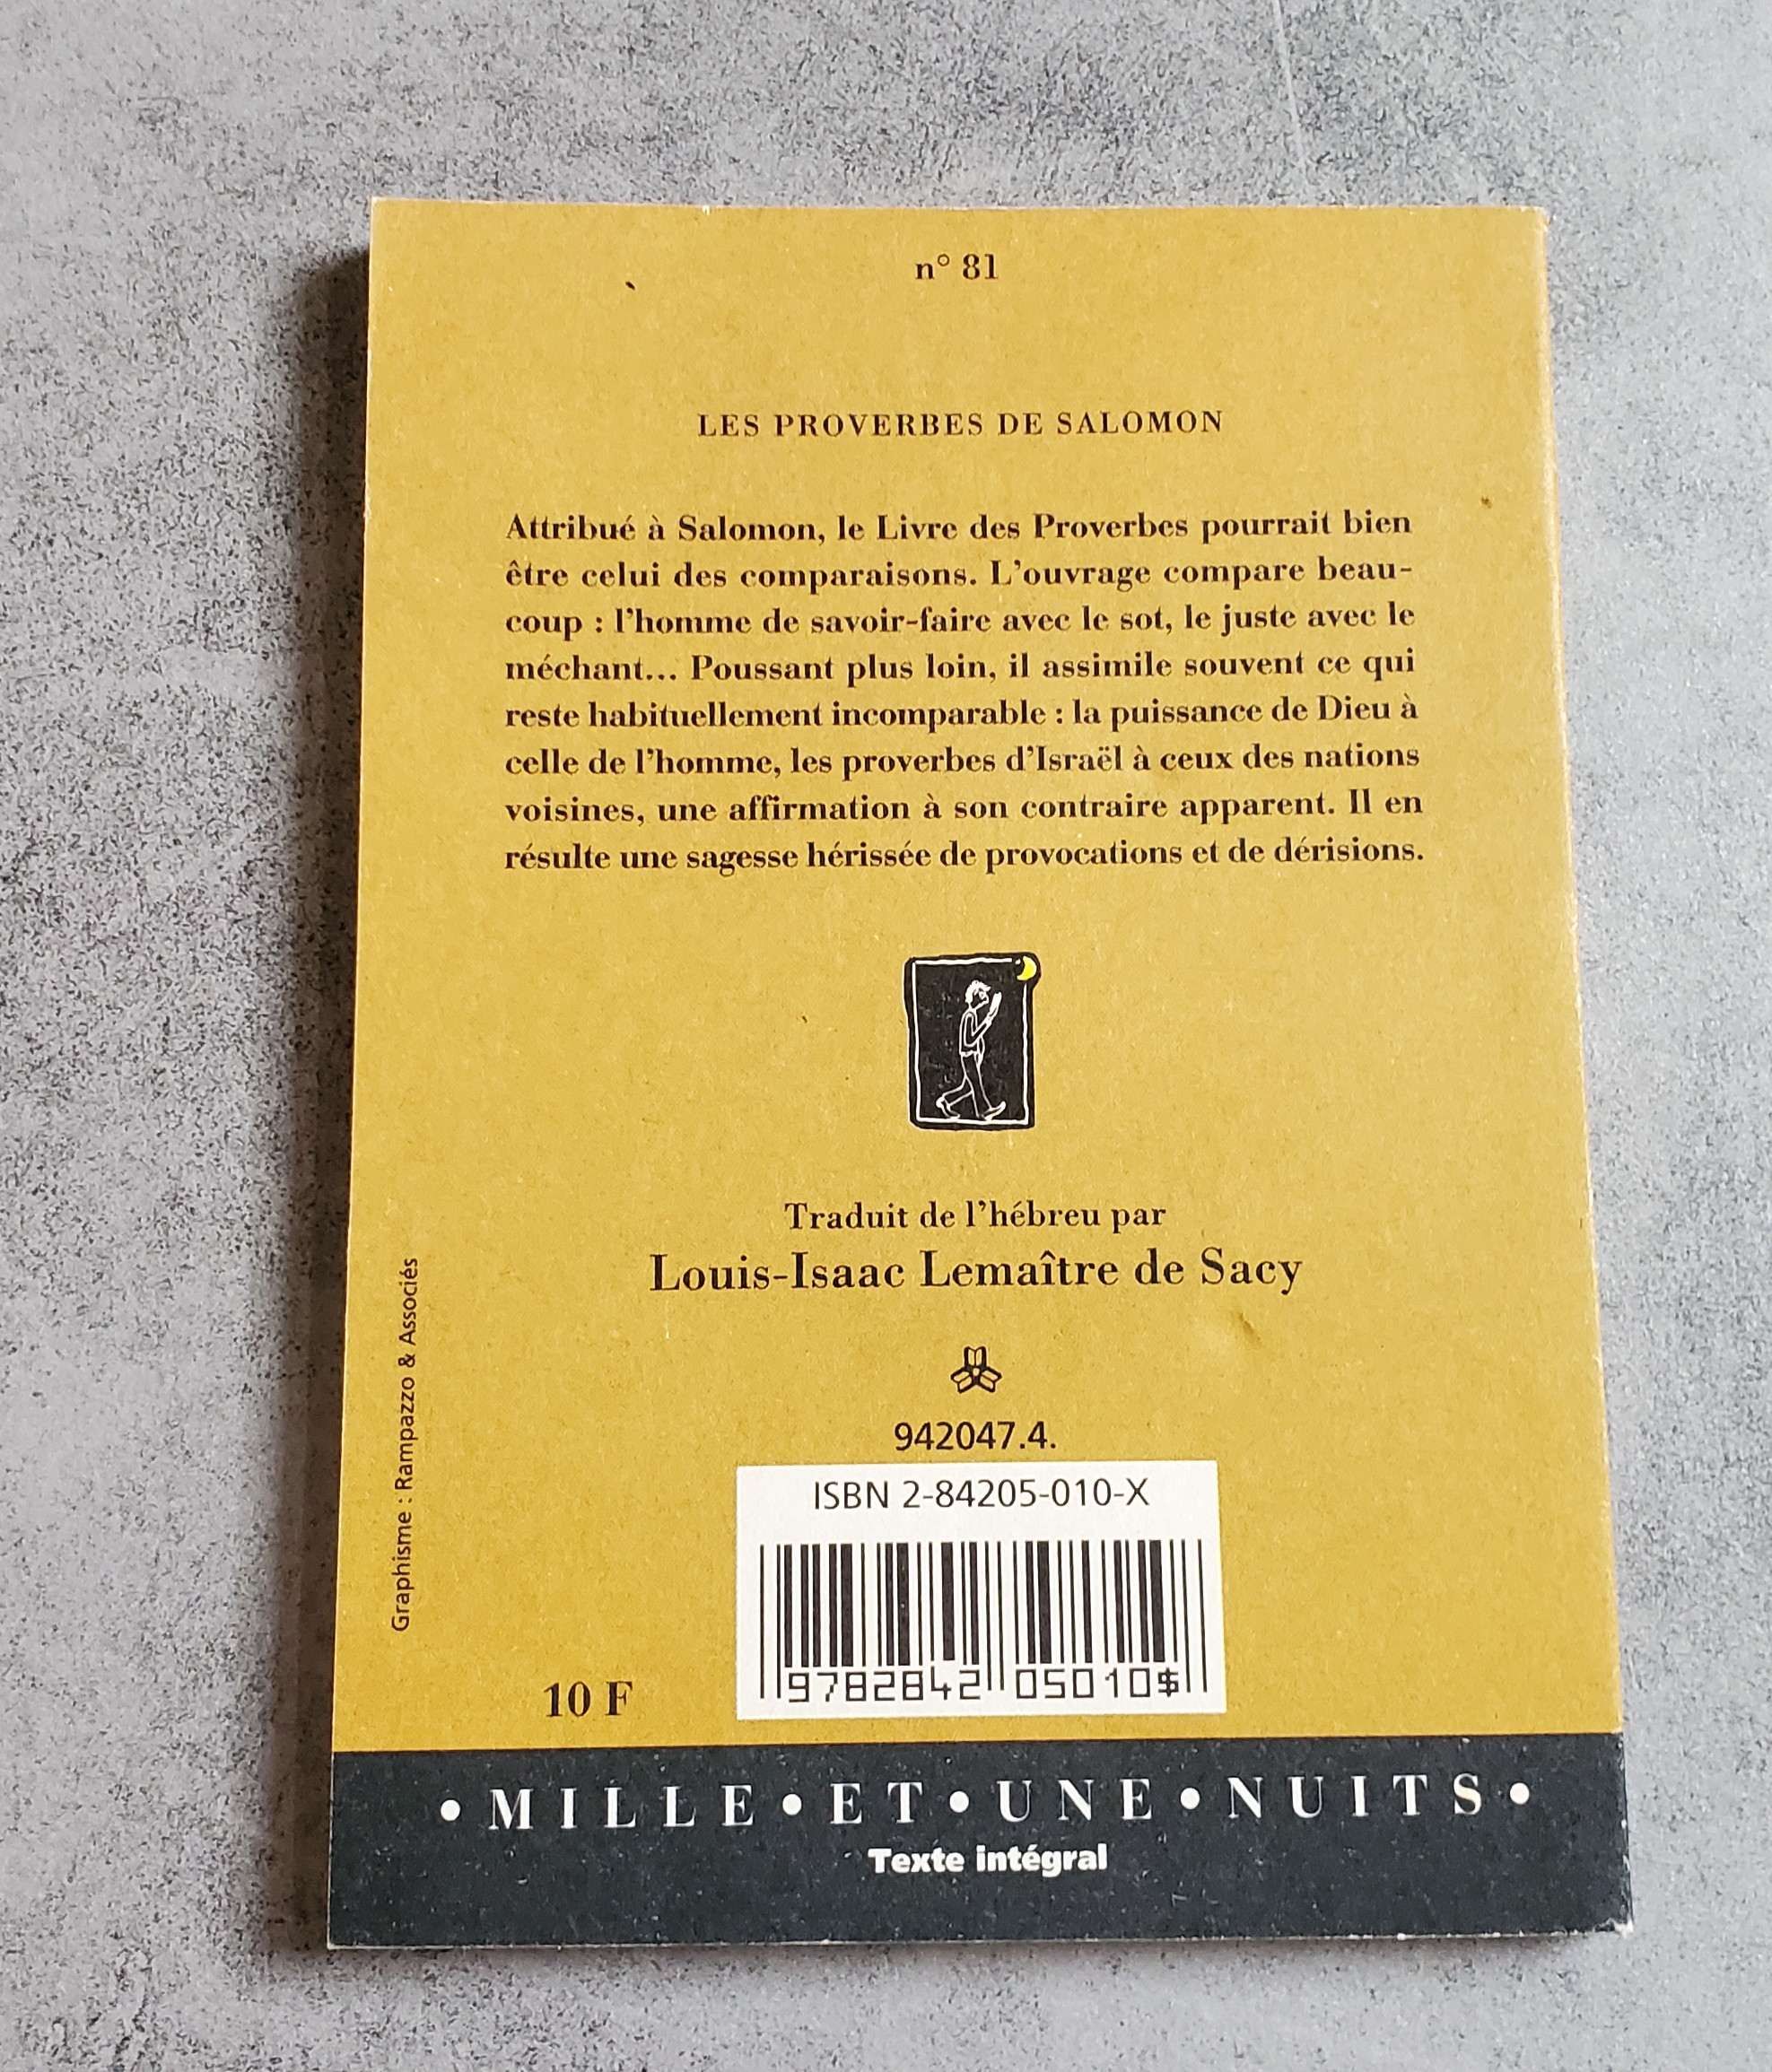 n° 81
LES PROVERBES DE SALOMON
Attribué à Salomon, le Livre des Proverbes pourrait bien
être celui des comparaisons. L'ouvrage compare beau-
coup : l'homme de savoir-faire avec le sot, le juste avec le
méchant... Poussant plus loin, il assimile souvent ce qui
reste habituellement incomparable : la puissance de Dieu à
celle de l'homme, les proverbes d'Israël à ceux des nations
voisines, une affirmation à son contraire apparent. Il en
résulte une sagesse hérissée de provocations et de dérisions.
Traduit de l'hébreu par
Louis-Isaac Lemaître de Sacy
Graphisme : Rampazzo & Associés
942047.4.
ISBN 2-84205-010-X
9782842 05010$
10 F
• MILLE • ET • UNE • NUITS •
Texte intégral